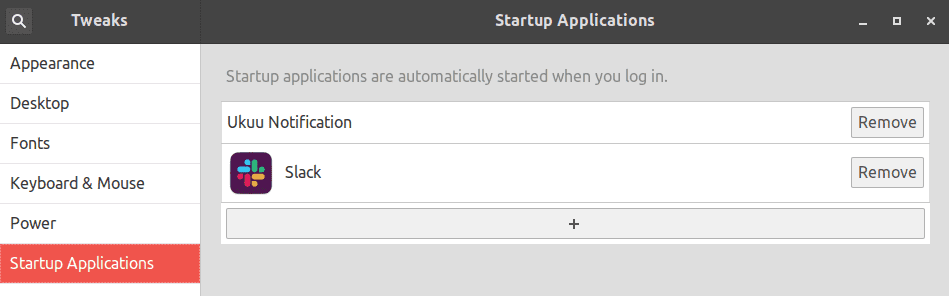 Tweaks
Startup Applications
Appearance
Desktop
Fonts
Keyboard & Mouse
Power
Startup Applications
Startup applications are automatically started when you log in.
Ukuu Notification
Remove
Slack
Remove
+